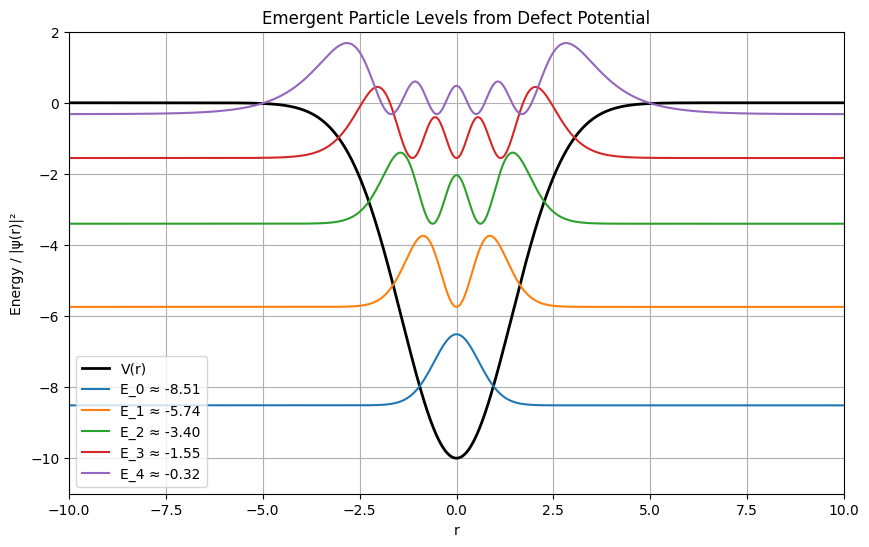 Emergent Particle Levels from Defect Potential
Energy / |ψ(r)|²
2
0
−2
−4
−6
−8
−10
V(r)
E_0 ≈ -8.51
E_1 ≈ -5.74
E_2 ≈ -3.40
E_3 ≈ -1.55
E_4 ≈ -0.32
−10.0 −7.5 −5.0 −2.5 0.0 2.5 5.0 7.5 10.0
r